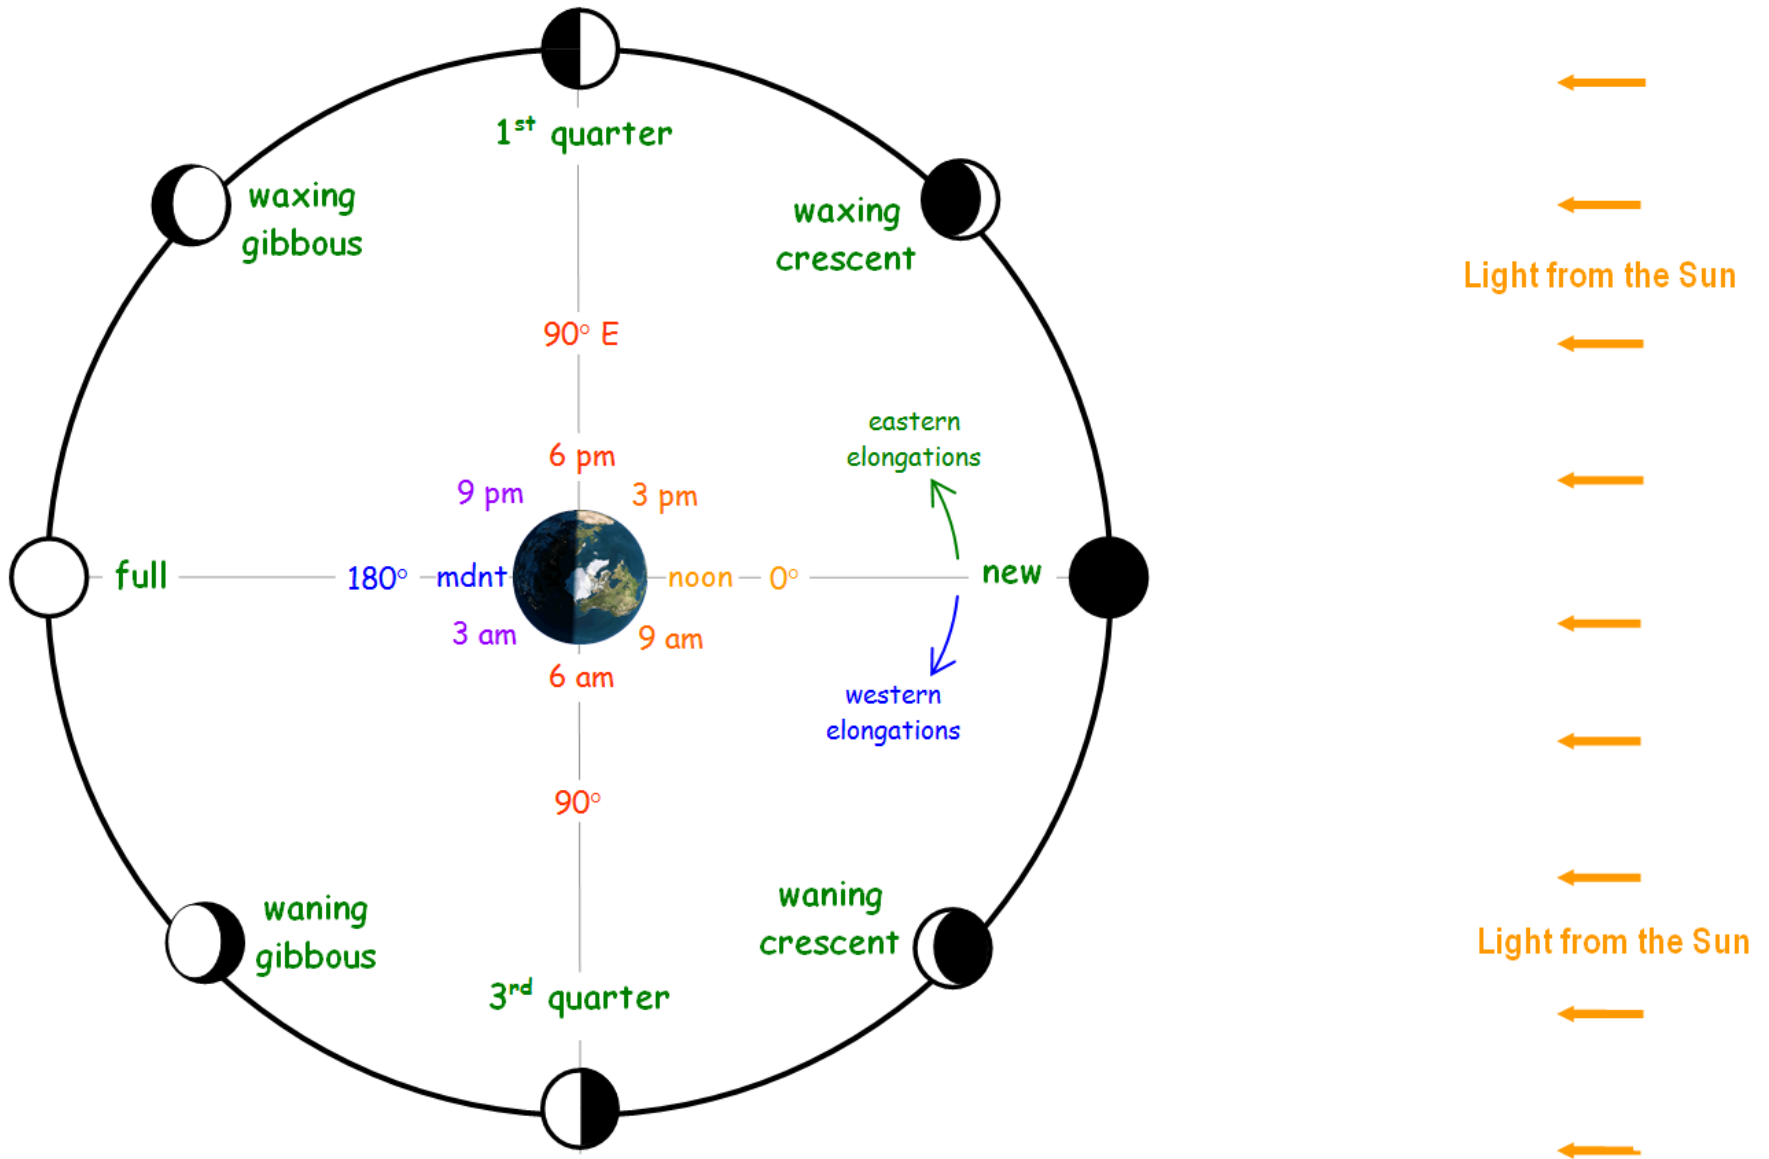 1st quarter
waxing
gibbous
waxing
crescent
Light from the Sun
90° E
eastern
elongations
6 pm
9 pm
3 pm
full
180°
mdnt
noon
0°
new
3 am
9 am
6 am
western
elongations
90°
waning
gibbous
waning
crescent
Light from the Sun
3rd quarter